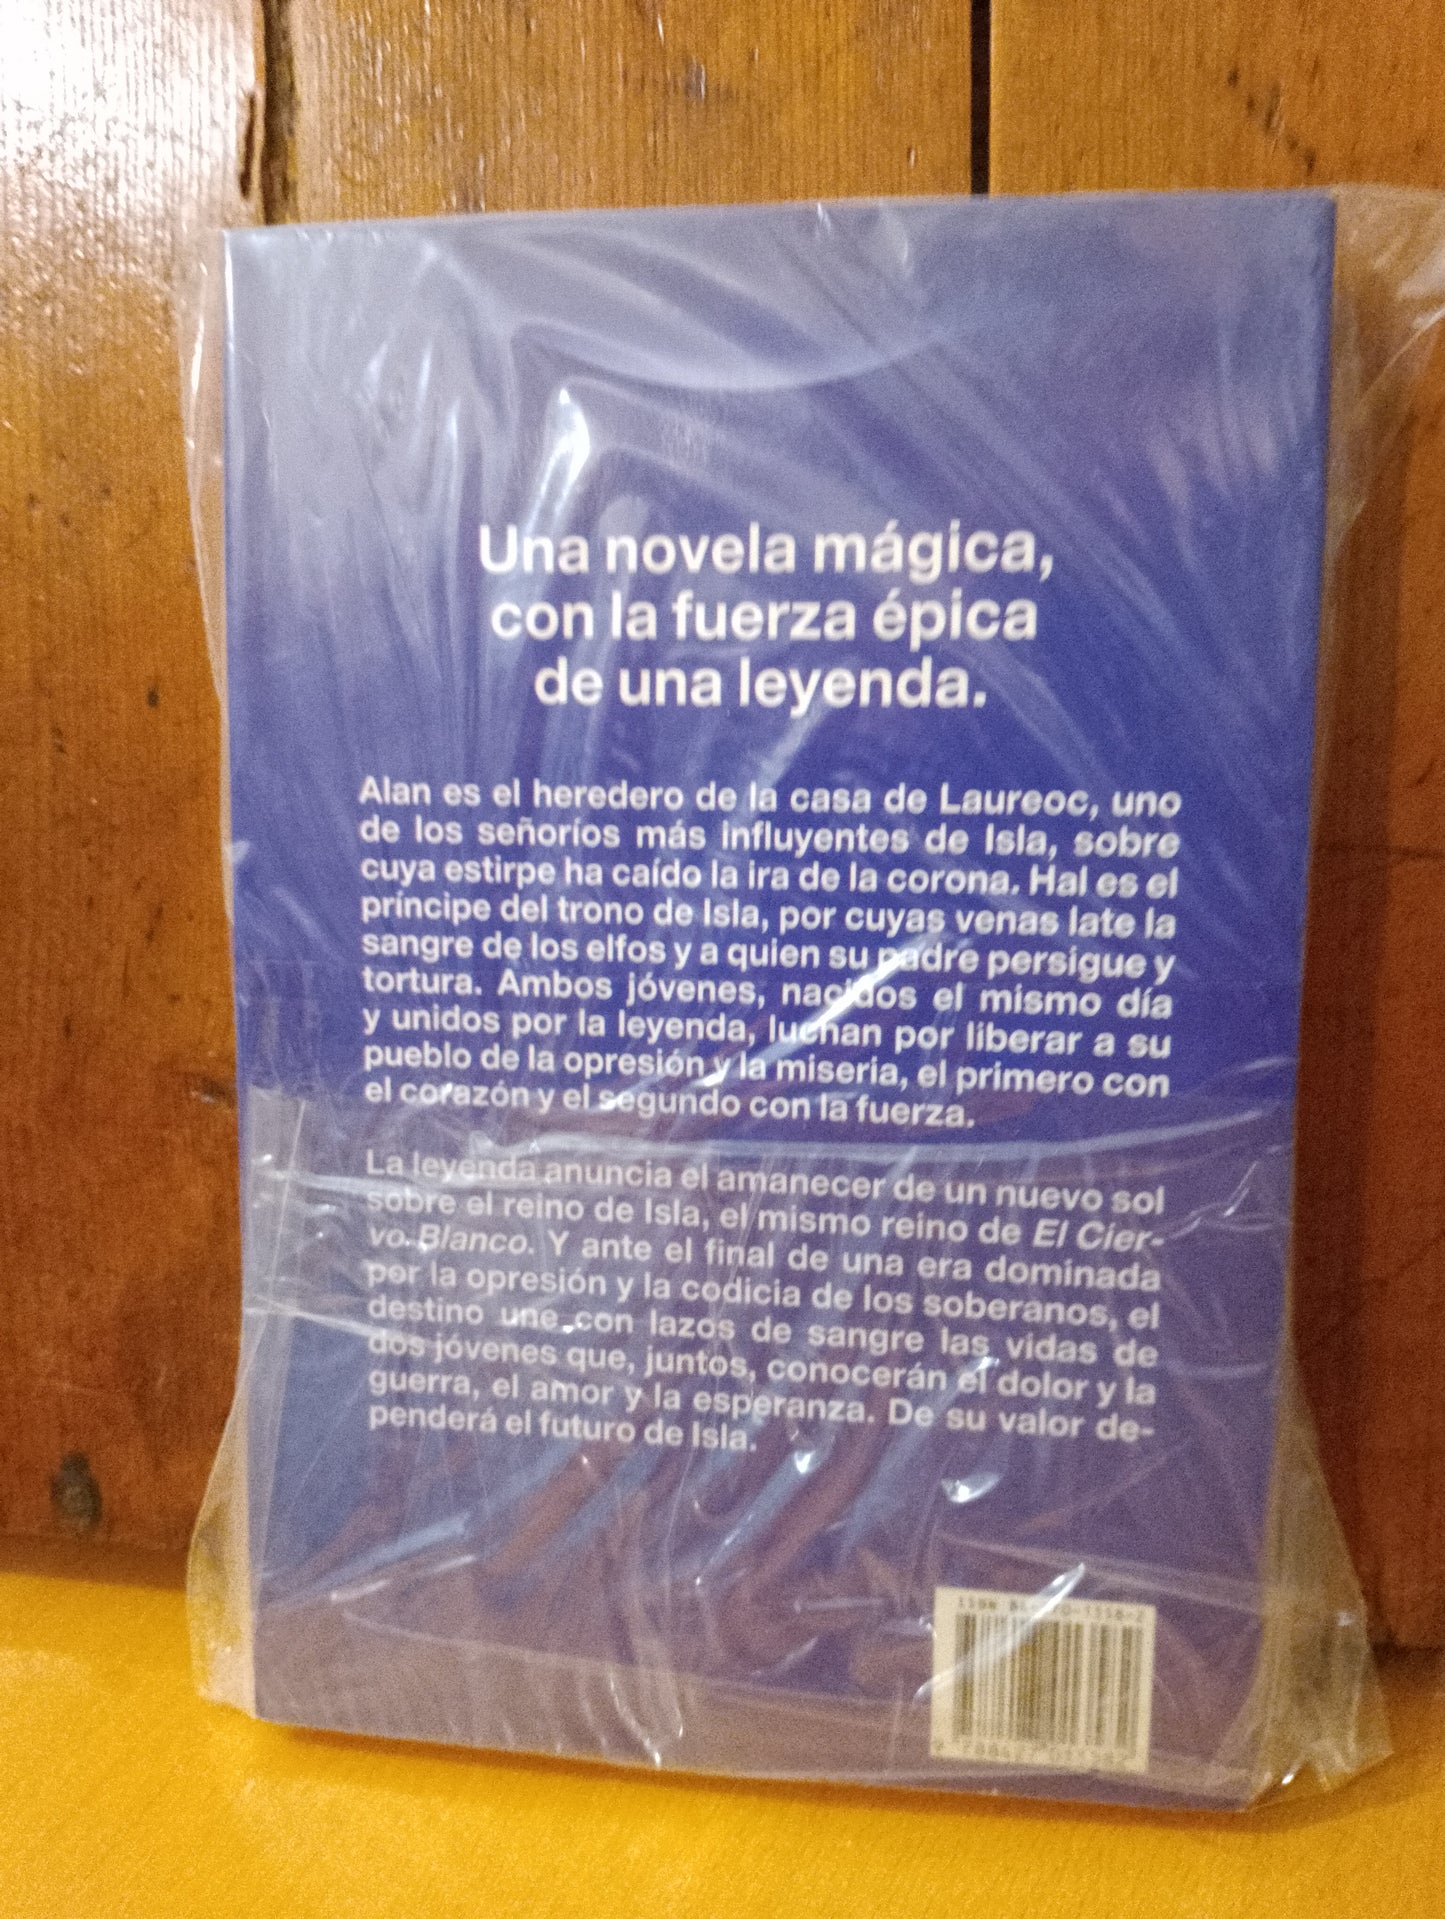 Una novela mágica,
con la fuerza épica
de una leyenda.
Alan es el heredero de la casa de Laureoc, uno
de los señoríos más influyentes de Isla, sobre
cuya estirpe ha caído la ira de la corona. Hal es el
príncipe del trono de Isla, por cuyas venas late la
sangre de los elfos y a quien su padre persigue y
tortura. Ambos jóvenes, nacidos el mismo día
y unidos por la leyenda, luchan por liberar a su
pueblo de la opresión y la miseria, el primero con
el corazón y el segundo con la fuerza.
La leyenda anuncia el amanecer de un nuevo sol
sobre el reino de Isla, el mismo reino de El Cier-
vo Blanco. Y ante el final de una era dominada
por la opresión y la codicia de los soberanos, el
destino une con lazos de sangre las vidas de
dos jóvenes que, juntos, conocerán el dolor y la
guerra, el amor y la esperanza. De su valor de-
penderá el futuro de Isla.
ISBN